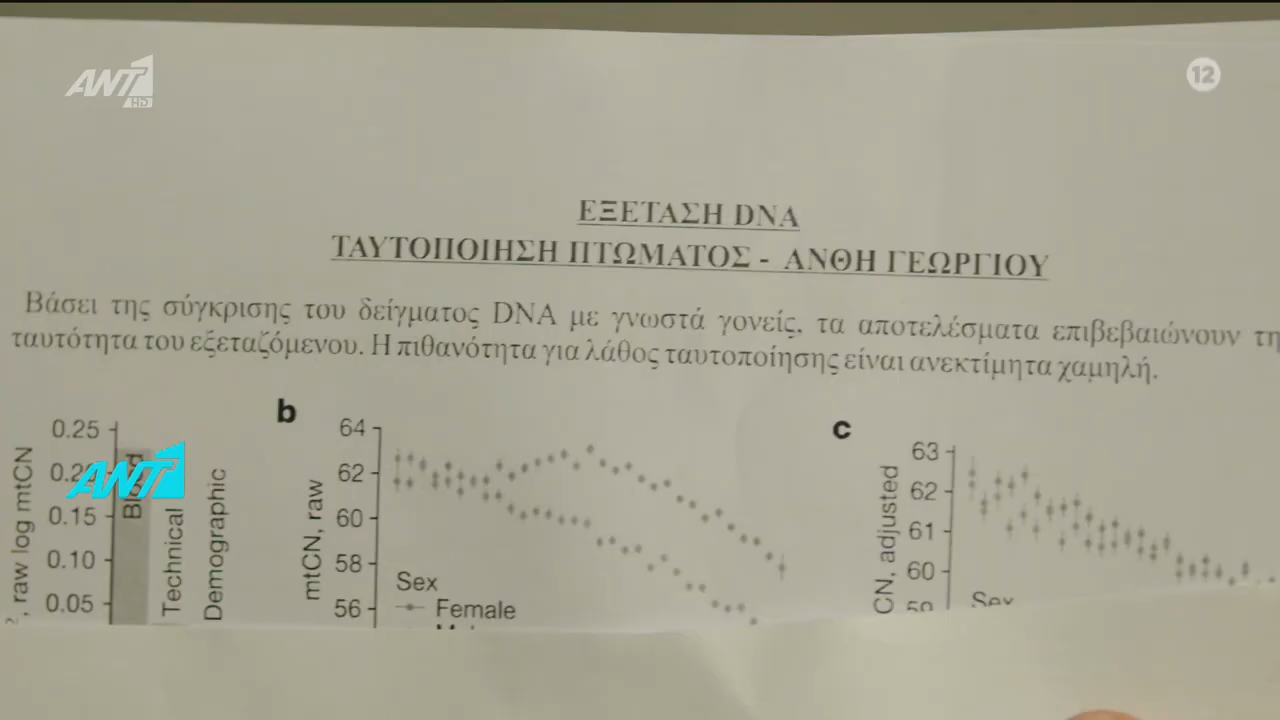 ANT1
HD
12
ΕΞΕΤΑΣΗ DNA
ΤΑΥΤΟΠΟΙΗΣΗ ΠΤΩΜΑΤΟΣ - ΑΝΘΗ ΓΕΩΡΓΙΟΥ
Βάσει της σύγκρισης του δείγματος DNA με γνωστά γονείς, τα αποτελέσματα επιβεβαιώνουν τη
ταυτότητα του εξεταζόμενου. Η πιθανότητα για λάθος ταυτοποίησης είναι ανεκτίμητα χαμηλή.
, raw log mtCN
0.25
0.15
0.10
0.05
ANT1
Technical
Demographic
b
mtCN, raw
64
62
60
58
56
Sex
Female
c
CN, adjusted
63
62
61
60
Sex